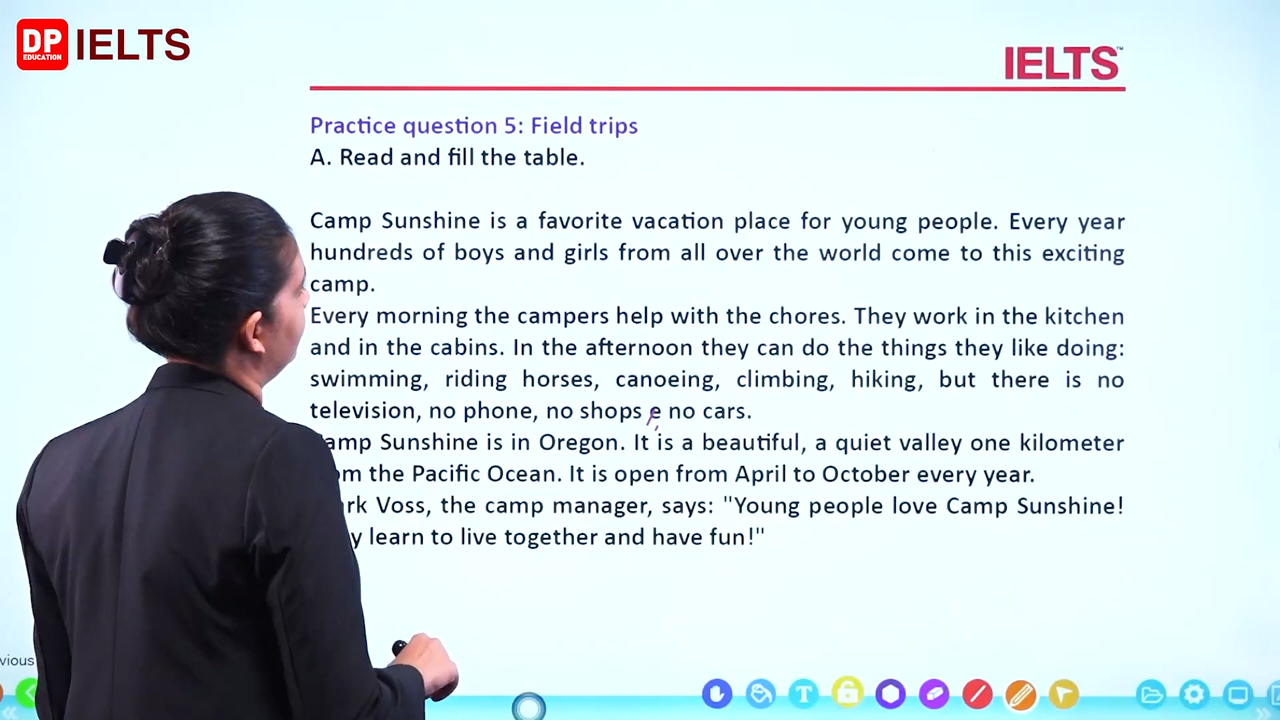 DP EDUCATION IELTS
IELTS™
Practice question 5: Field trips
A. Read and fill the table.
Camp Sunshine is a favorite vacation place for young people. Every year
hundreds of boys and girls from all over the world come to this exciting
camp.
Every morning the campers help with the chores. They work in the kitchen
and in the cabins. In the afternoon they can do the things they like doing:
swimming, riding horses, canoeing, climbing, hiking, but there is no
television, no phone, no shops e no cars.
amp Sunshine is in Oregon. It is a beautiful, a quiet valley one kilometer
om the Pacific Ocean. It is open from April to October every year.
ark Voss, the camp manager, says: "Young people love Camp Sunshine!
y learn to live together and have fun!"
vious